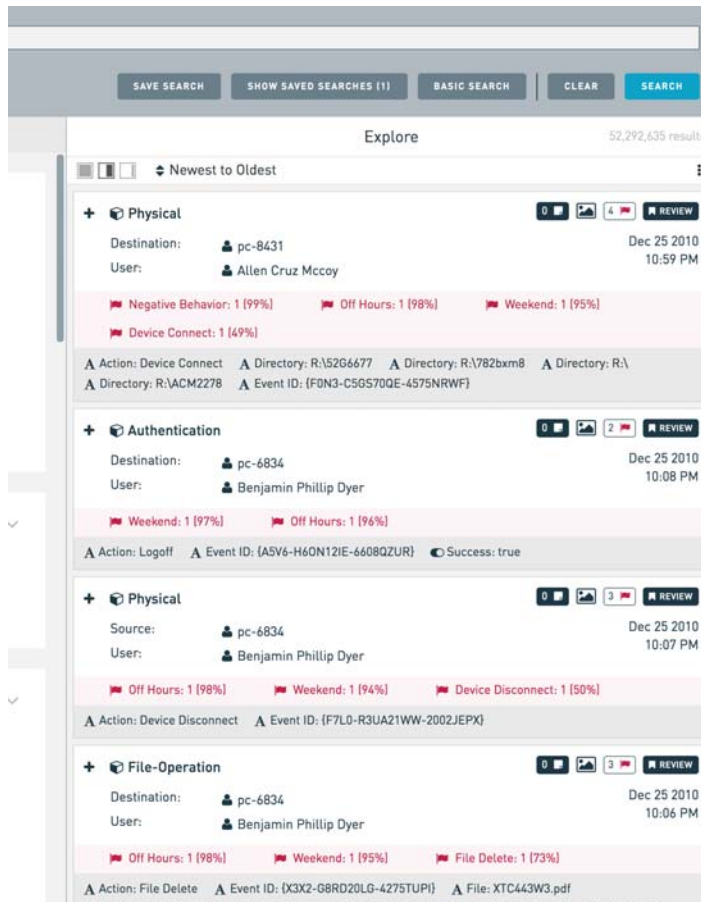 SAVE SEARCH SHOW SAVED SEARCHES (1) BASIC SEARCH CLEAR SEARCH
Explore 52,292,635 result
Newest to Oldest
Physical 0 4 REVIEW
Destination: pc-8431 Dec 25 2010
10:59 PM
User: Allen Cruz Mccoy
Negative Behavior: 1 (99%) Off Hours: 1 (98%) Weekend: 1 (95%)
Device Connect: 1 (49%)
A Action: Device Connect A Directory: R:\52G6677 A Directory: R:\782bxm8 A Directory: R:\
A Directory: R:\ACM2278 A Event ID: {F0N3-C5GS70QE-4575NRWF}
Authentication 0 2 REVIEW
Destination: pc-6834 Dec 25 2010
10:08 PM
User: Benjamin Phillip Dyer
Weekend: 1 (97%) Off Hours: 1 (96%)
A Action: Logoff A Event ID: {A5V6-H6ON12IE-6608QZUR} Success: true
Physical 0 3 REVIEW
Source: pc-6834 Dec 25 2010
10:07 PM
User: Benjamin Phillip Dyer
Off Hours: 1 (98%) Weekend: 1 (94%) Device Disconnect: 1 (50%)
A Action: Device Disconnect A Event ID: {F7L0-R3UA21WW-2002JEPX}
File-Operation 0 3 REVIEW
Destination: pc-6834 Dec 25 2010
10:06 PM
User: Benjamin Phillip Dyer
Off Hours: 1 (98%) Weekend: 1 (95%) File Delete: 1 (73%)
A Action: File Delete A Event ID: {X3X2-G8RD20LG-4275TUPI} A File: XTC443W3.pdf